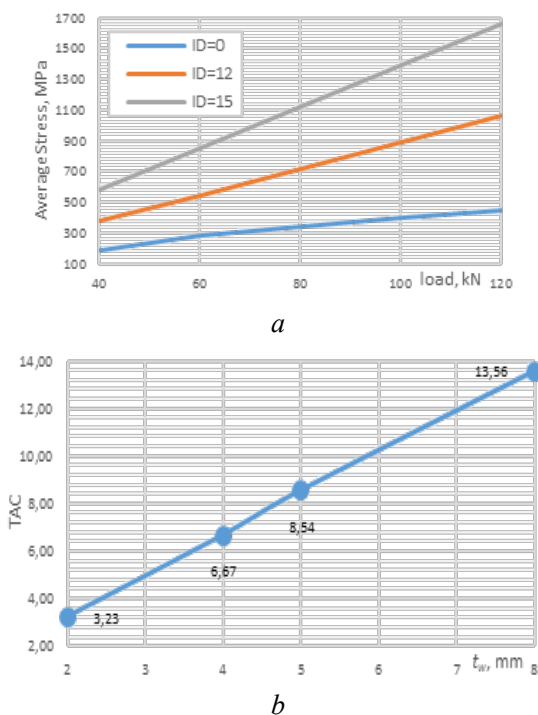 1700
1500
1300
1100
900
700
500
300
100
Average Stress, MPa
ID=0
ID=12
ID=15
40 60 80 100 load, kN 120
a
14,00
12,00
10,00
8,00
6,00
4,00
2,00
TAC
13,56
8,54
6,67
3,23
2 3 4 5 6 7 tw, mm 8
b